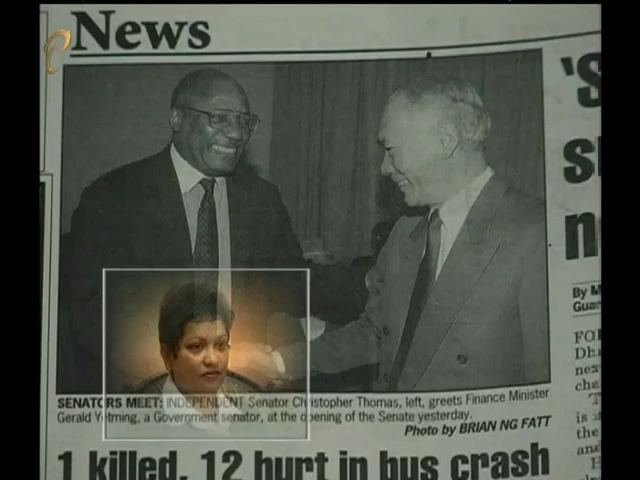 News
SENATORS MEET: INDEPENDENT Senator Christopher Thomas, left, greets Finance Minister
Gerald Yetming, a Government senator, at the opening of the Senate yesterday.
Photo by BRIAN NG FATT
1 killed, 12 hurt in bus crash
'S
s
n
By M
Gua
FO
Dh
nex
cha
T
is
the
an